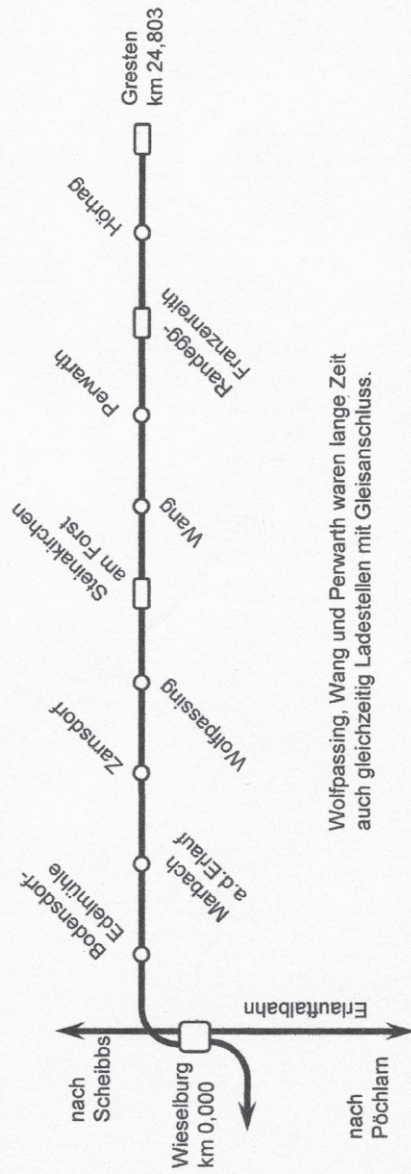 nach
Scheibbs
Wieselburg
km 0,000
nach
Pöchlarn
Erlauftalbahn
Bodensdorf-
Edelmühle
Marbach
a.d.Erlauf
Zarnsdorf
Wolfpassing
Steinakirchen
am Forst
Wang
Perwarth
Randegg-
Franzenreith
Hörhag
Gresten
km 24,803
Wolfpassing, Wang und Perwarth waren lange Zeit
auch gleichzeitig Ladestellen mit Gleisanschluss.